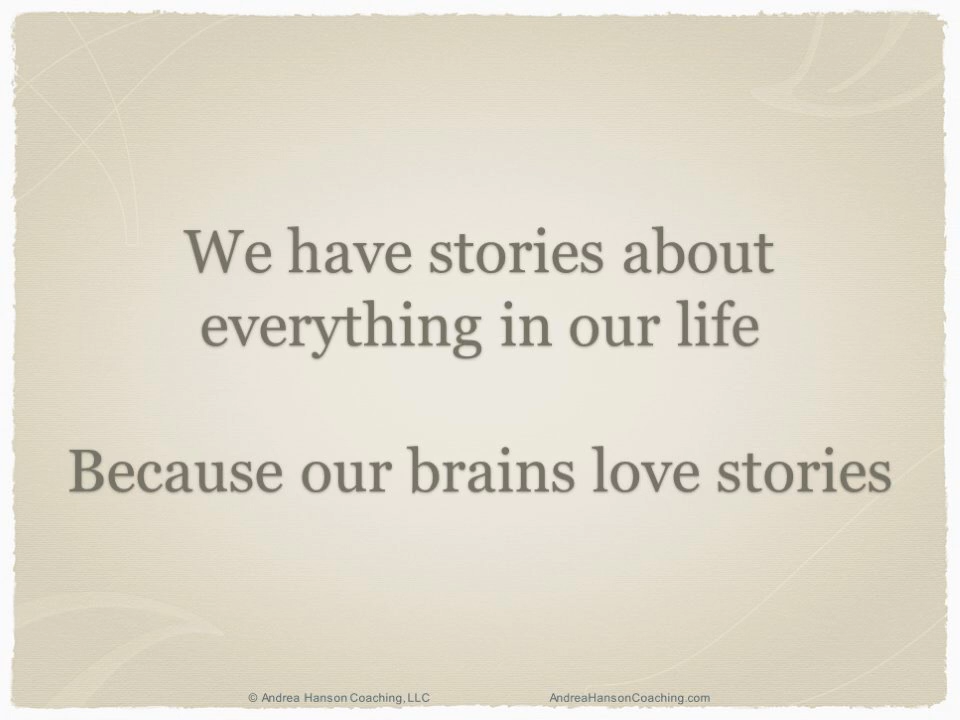 We have stories about
everything in our life
Because our brains love stories
© Andrea Hanson Coaching, LLC AndreaHansonCoaching.com